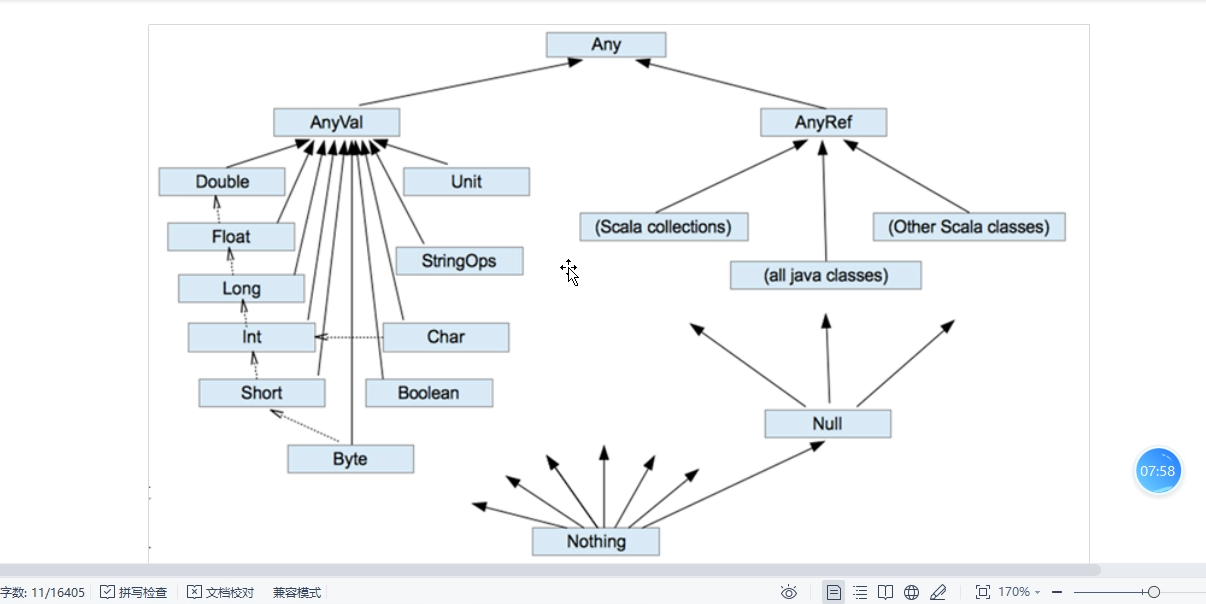 Any
AnyVal
AnyRef
Double
Unit
Float
(Scala collections)
(Other Scala classes)
StringOps
(all java classes)
Long
Int
Char
Short
Boolean
Null
Byte
07:58
Nothing
字数: 11/16405 拼写检查 文档校对 兼容模式 170%